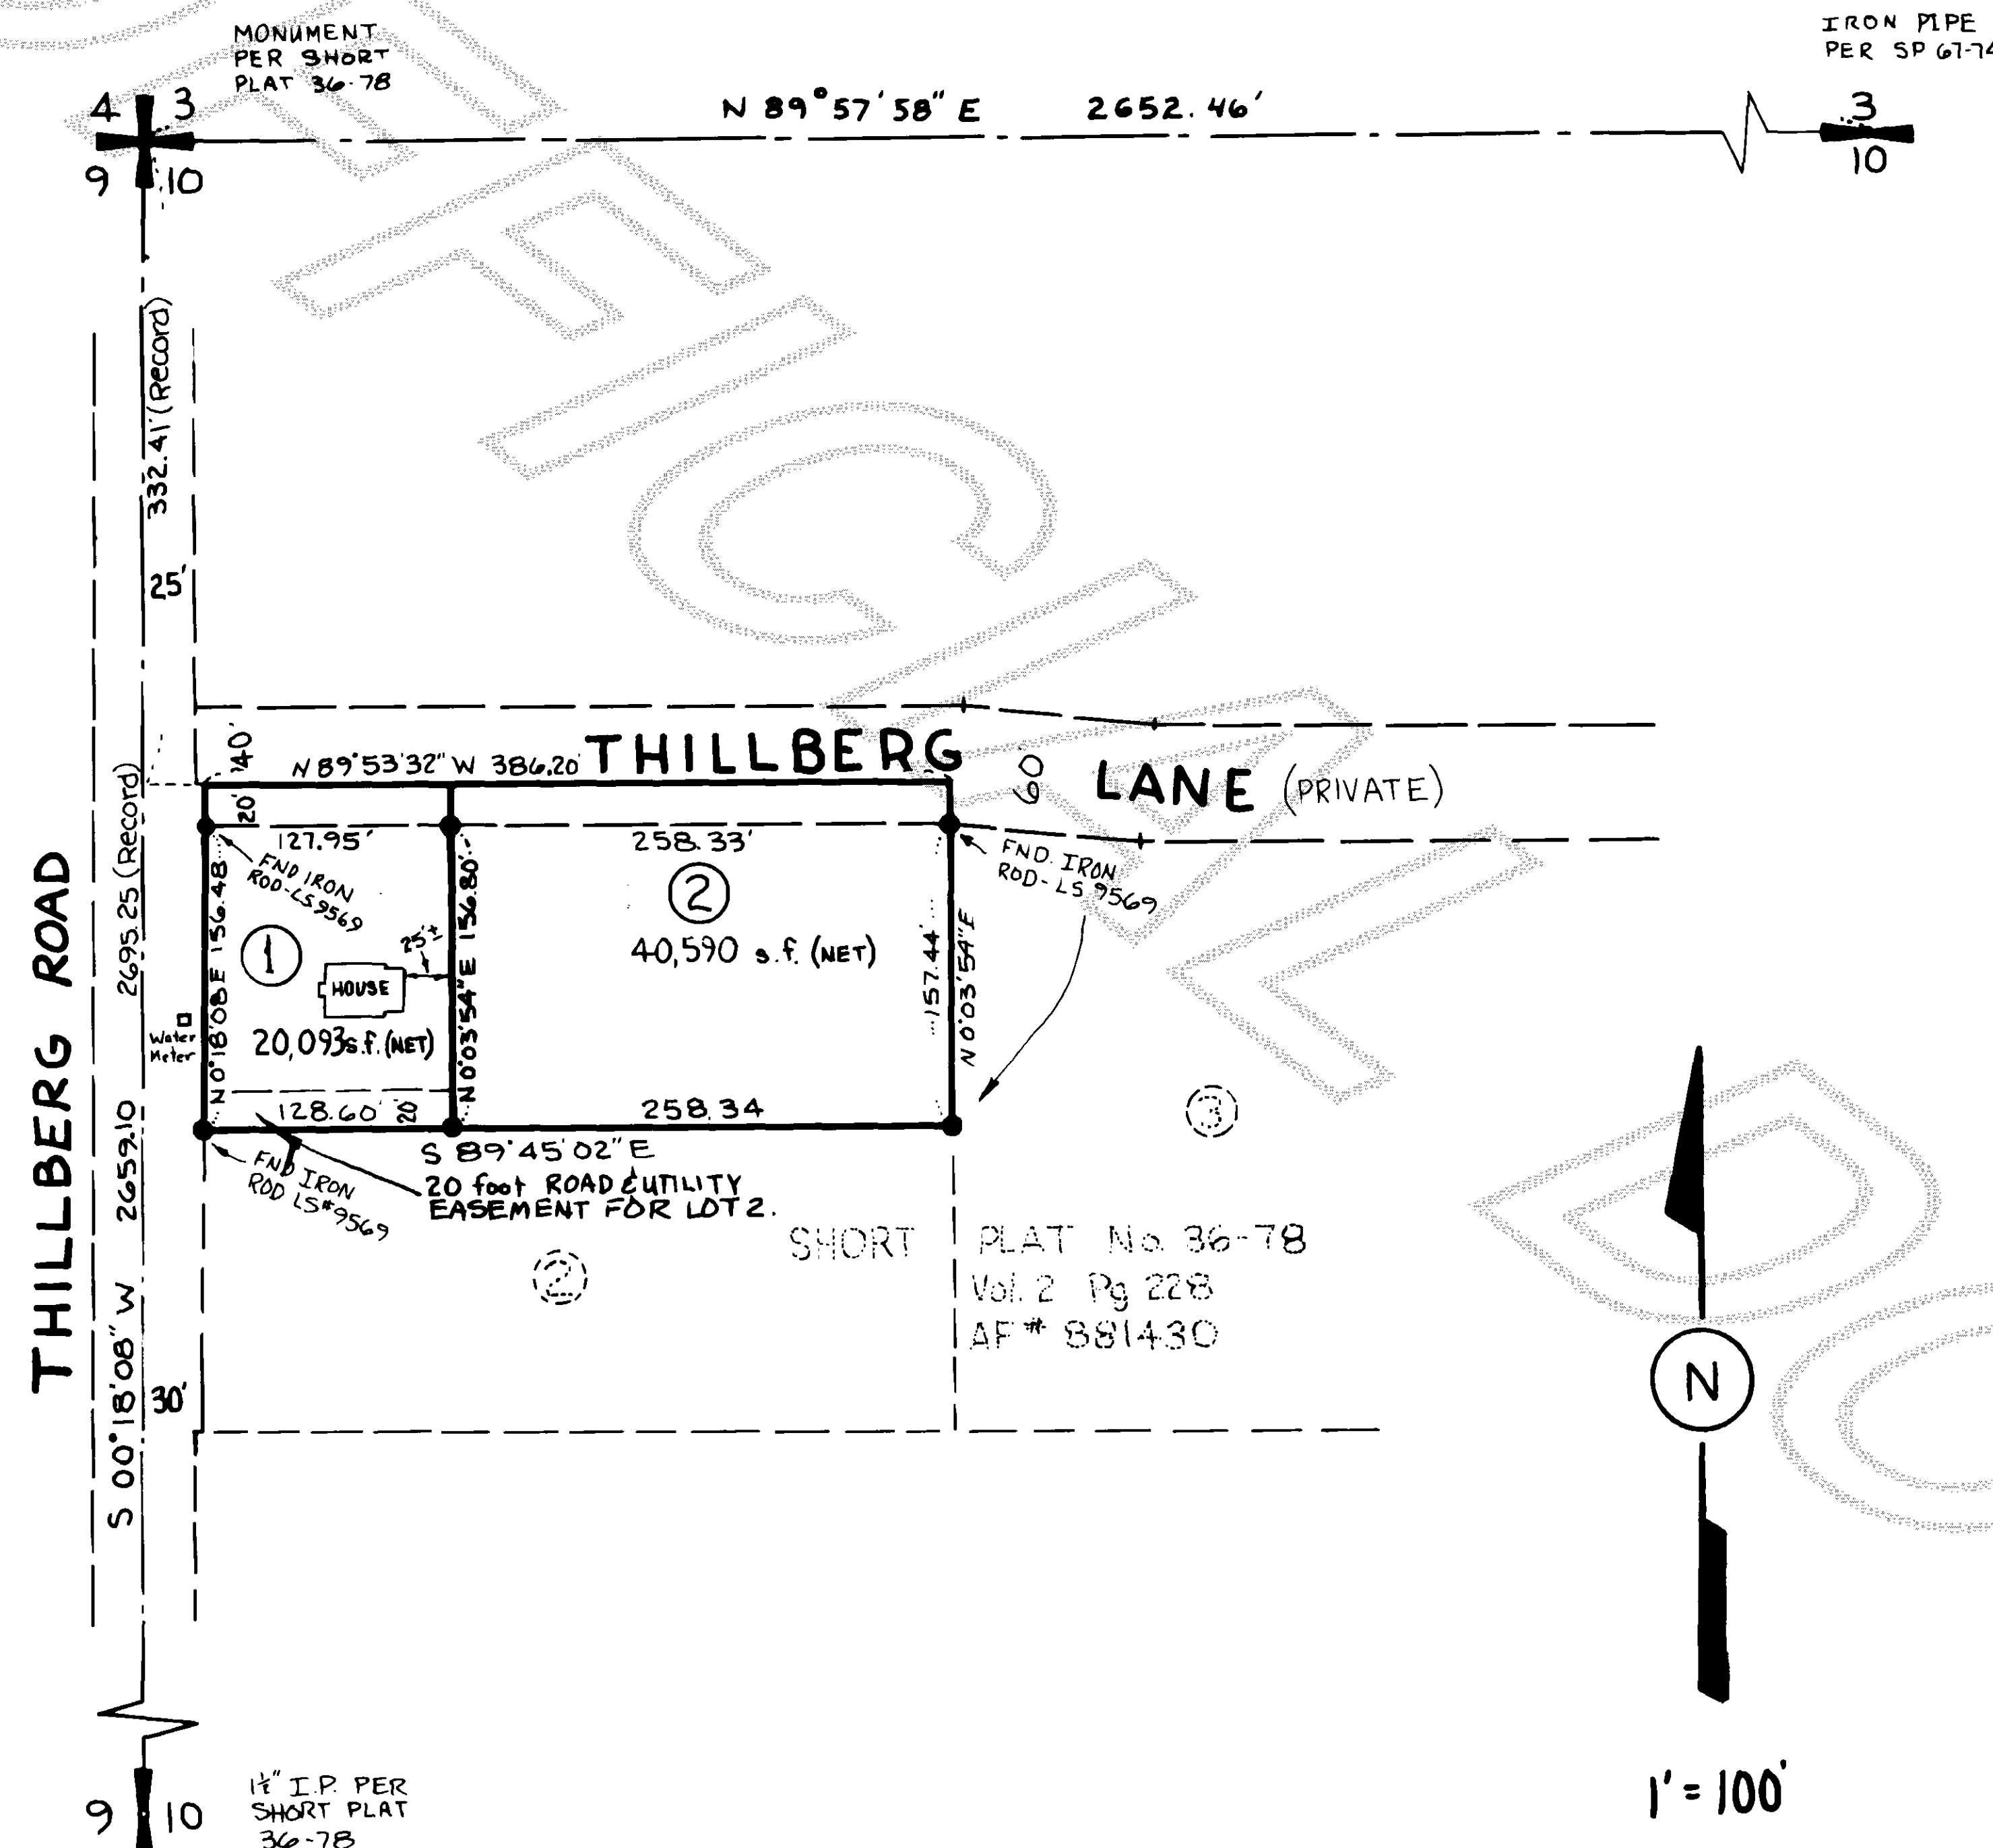 MONUMENT
PER SHORT
PLAT 36-78
IRON PIPE
PER SP 67-74
4 3
9 10
N 89°57'58" E 2652.46'
3
10
332.41' (Record)
25'
THILLBERG
LANE (PRIVATE)
40'
60
N 89°53'32" W 386.20'
20'
127.95'
258.33'
FND IRON
ROD-LS 9569
FND. IRON
ROD-LS 9569
1
2
N 0°18'08 E 156.48
N 0°03'54" E 156.80'
157.44'
N 0°03'54" E
25'±
HOUSE
40,590 s.f. (NET)
20,093 s.f. (NET)
Water
Meter
128.60'
20
258.34
S 89°45'02" E
FND IRON
ROD LS#9569
20 foot ROAD & UTILITY
EASEMENT FOR LOT 2.
THILLBERG ROAD
S 00°18'08" W 2659.10 2695.25 (Record)
30'
2
3
SHORT PLAT No. 36-78
Vol. 2 Pg 228
AF# 881430
N
1' = 100'
9 10
1½" I.P. PER
SHORT PLAT
36-78